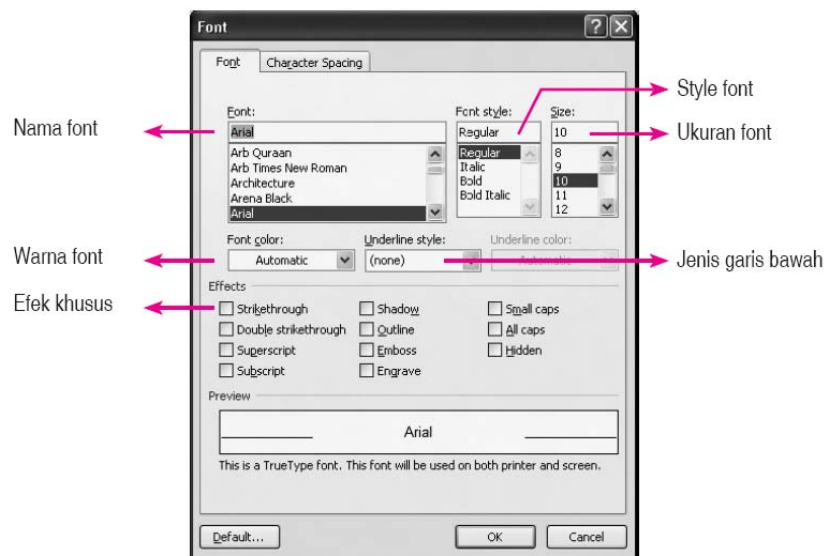 Font
Font Character Spacing
Style font
Nama font
Font: Font style: Size:
Ukuran font
Arial Regular 10
Arb Quraan Regular 8
Arb Times New Roman Italic 9
Architecture Bold 10
Arena Black Bold Italic 11
Arial 12
Warna font
Font color: Underline style: Underline color:
Automatic (none) Automatic
Jenis garis bawah
Efek khusus
Effects
Strikethrough Shadow Small caps
Double strikethrough Outline All caps
Superscript Emboss Hidden
Subscript Engrave
Preview
Arial
This is a TrueType font. This font will be used on both printer and screen.
Default... OK Cancel